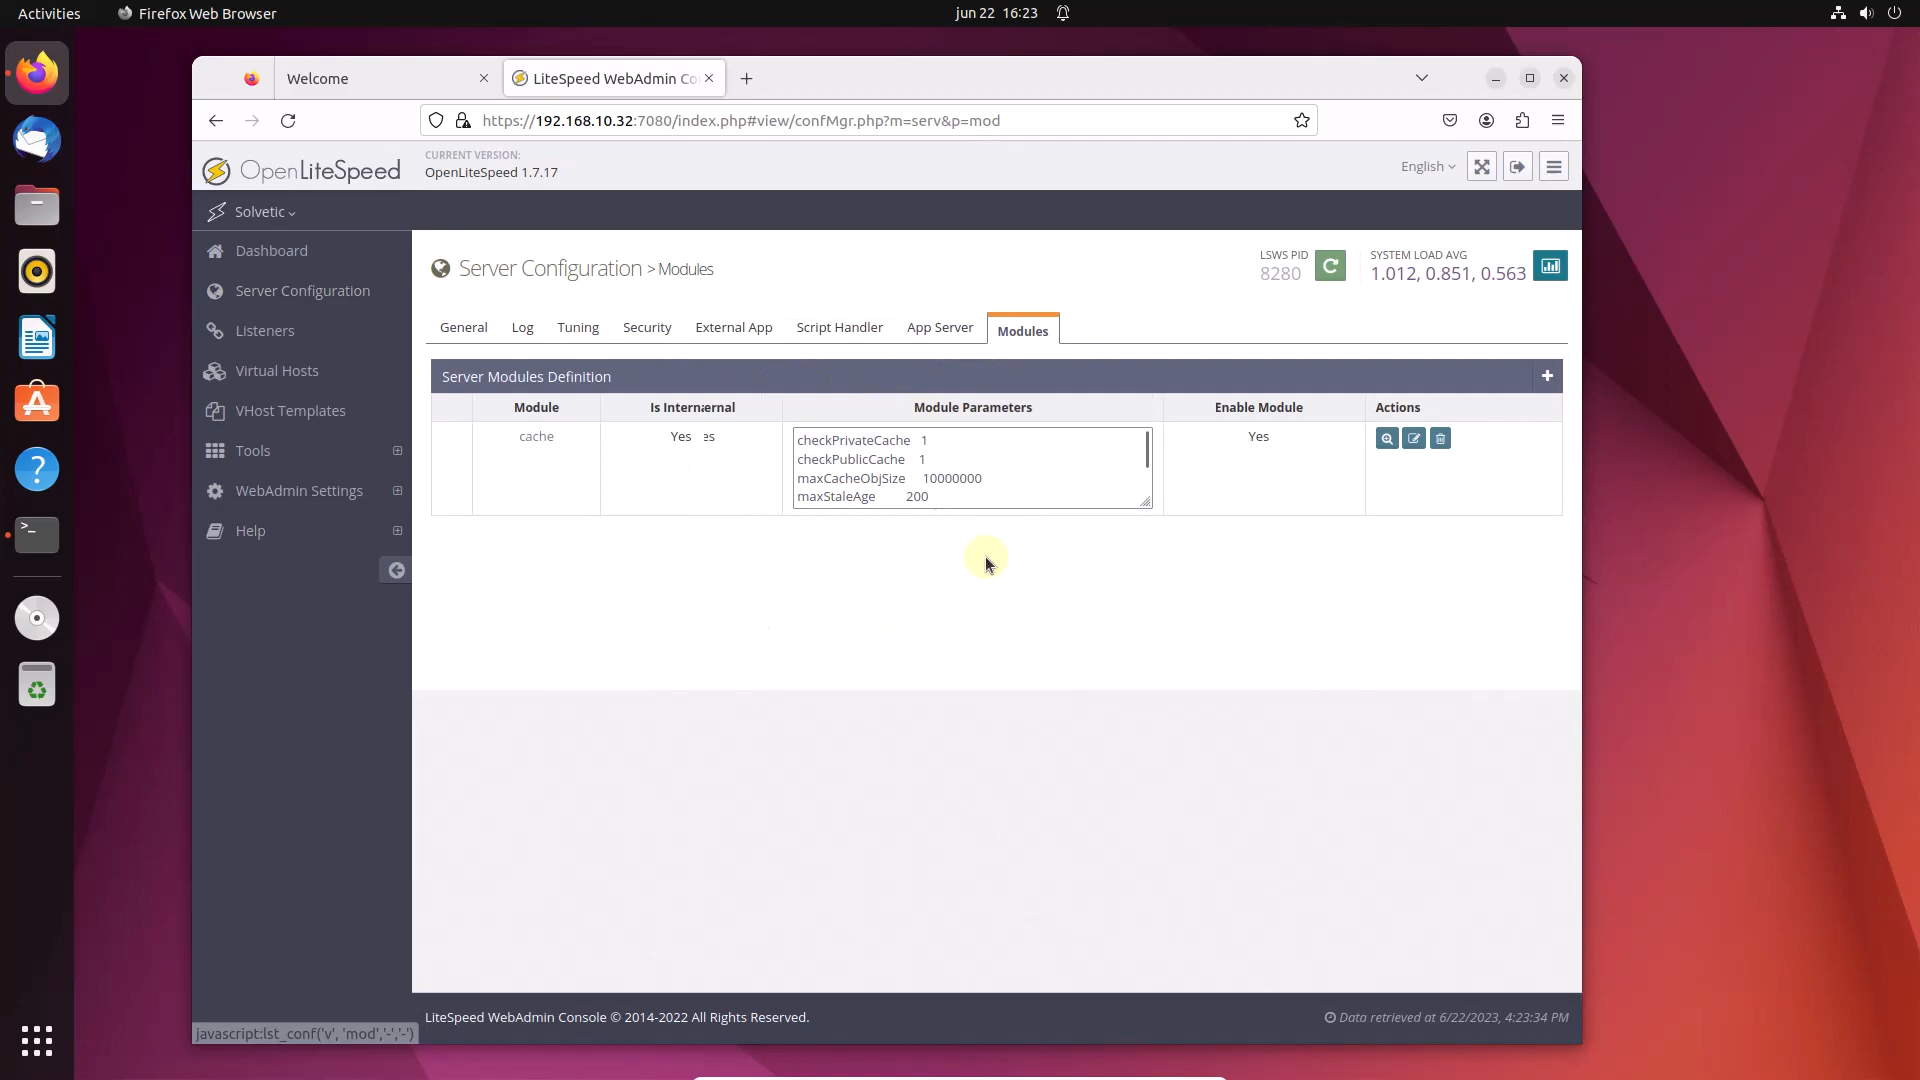 Activities
Firefox Web Browser
jun 22 16:23
Welcome
LiteSpeed WebAdmin Co
https://192.168.10.32:7080/index.php#view/confMgr.php?m=serv&p=mod
OpenLiteSpeed
CURRENT VERSION:
OpenLiteSpeed 1.7.17
English
Solvetic
Dashboard
Server Configuration
Listeners
Virtual Hosts
VHost Templates
Tools
WebAdmin Settings
Help
Server Configuration > Modules
LSWS PID
8280
SYSTEM LOAD AVG
1.012, 0.851, 0.563
General
Log
Tuning
Security
External App
Script Handler
App Server
Modules
Server Modules Definition
Module
Is Internal
Module Parameters
Enable Module
Actions
cache
Yes
checkPrivateCache 1
checkPublicCache 1
maxCacheObjSize 10000000
maxStaleAge 200
Yes
LiteSpeed WebAdmin Console © 2014-2022 All Rights Reserved.
Data retrieved at 6/22/2023, 4:23:34 PM
javascript:lst_conf('v', 'mod','-','-')